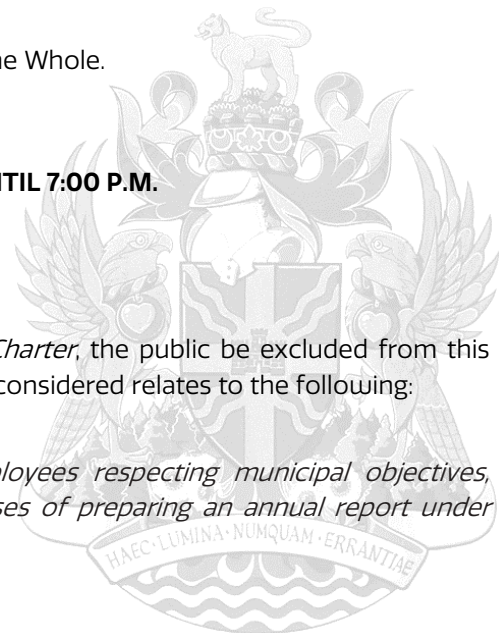 ne Whole.
NTIL 7:00 P.M.
Charter, the public be excluded from this
considered relates to the following:
ployees respecting municipal objectives,
ses of preparing an annual report under
HAEC·LUMINA·NUMQUAM·ERRANTIAE